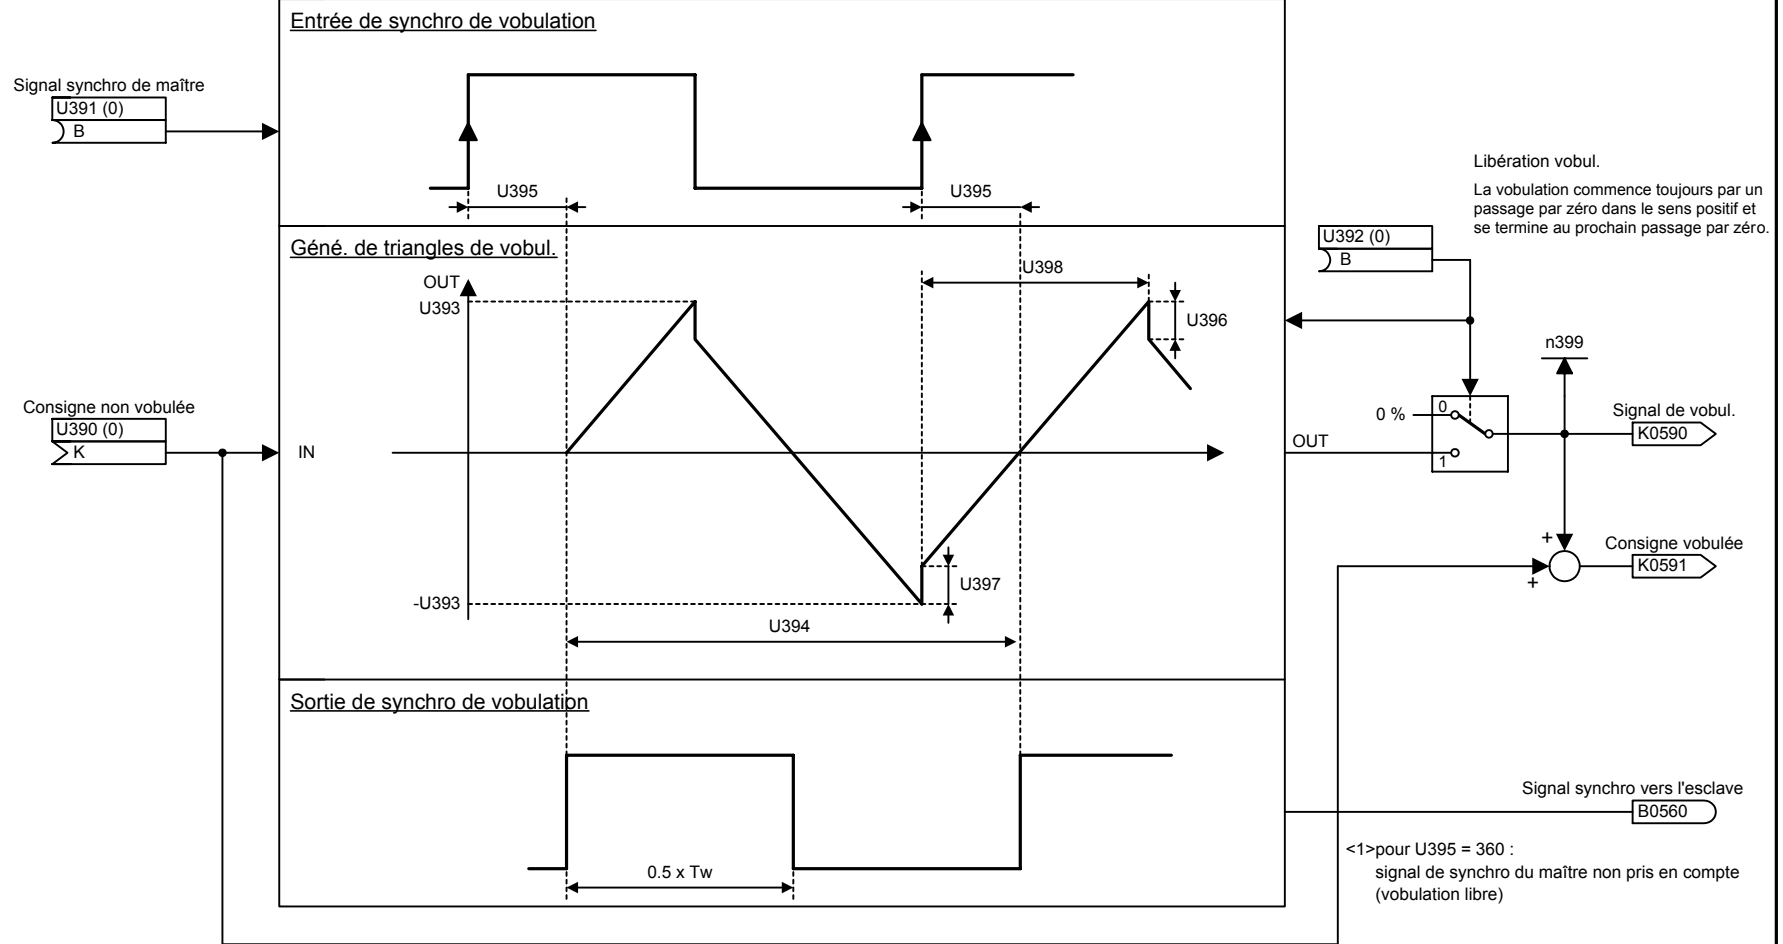 Entrée de synchro de vobulation
Signal synchro de maître
U391 (0)
B
U395
U395
Libération vobul.
La vobulation commence toujours par un
passage par zéro dans le sens positif et
se termine au prochain passage par zéro.
U392 (0)
B
Géné. de triangles de vobul.
OUT
U393
U398
U396
n399
Consigne non vobulée
U390 (0)
K
IN
0 %
0
1
OUT
Signal de vobul.
K0590
+
+
Consigne vobulée
K0591
U397
-U393
U394
Sortie de synchro de vobulation
0.5 x Tw
Signal synchro vers l'esclave
B0560
<1>pour U395 = 360 :
signal de synchro du maître non pris en compte
(vobulation libre)